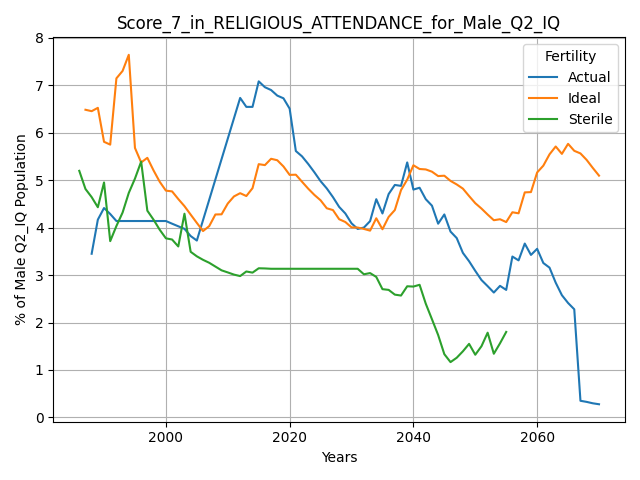 Score_7_in_RELIGIOUS_ATTENDANCE_for_Male_Q2_IQ
Fertility
Actual
Ideal
Sterile
% of Male Q2_IQ Population
8
7
6
5
4
3
2
1
0
2000 2020 2040 2060
Years